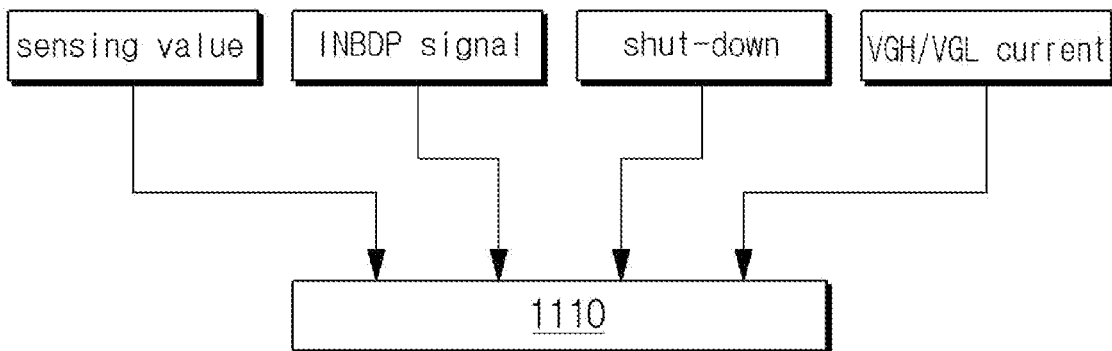 sensing value
INBDP signal
shut-down
VGH/VGL current
1110